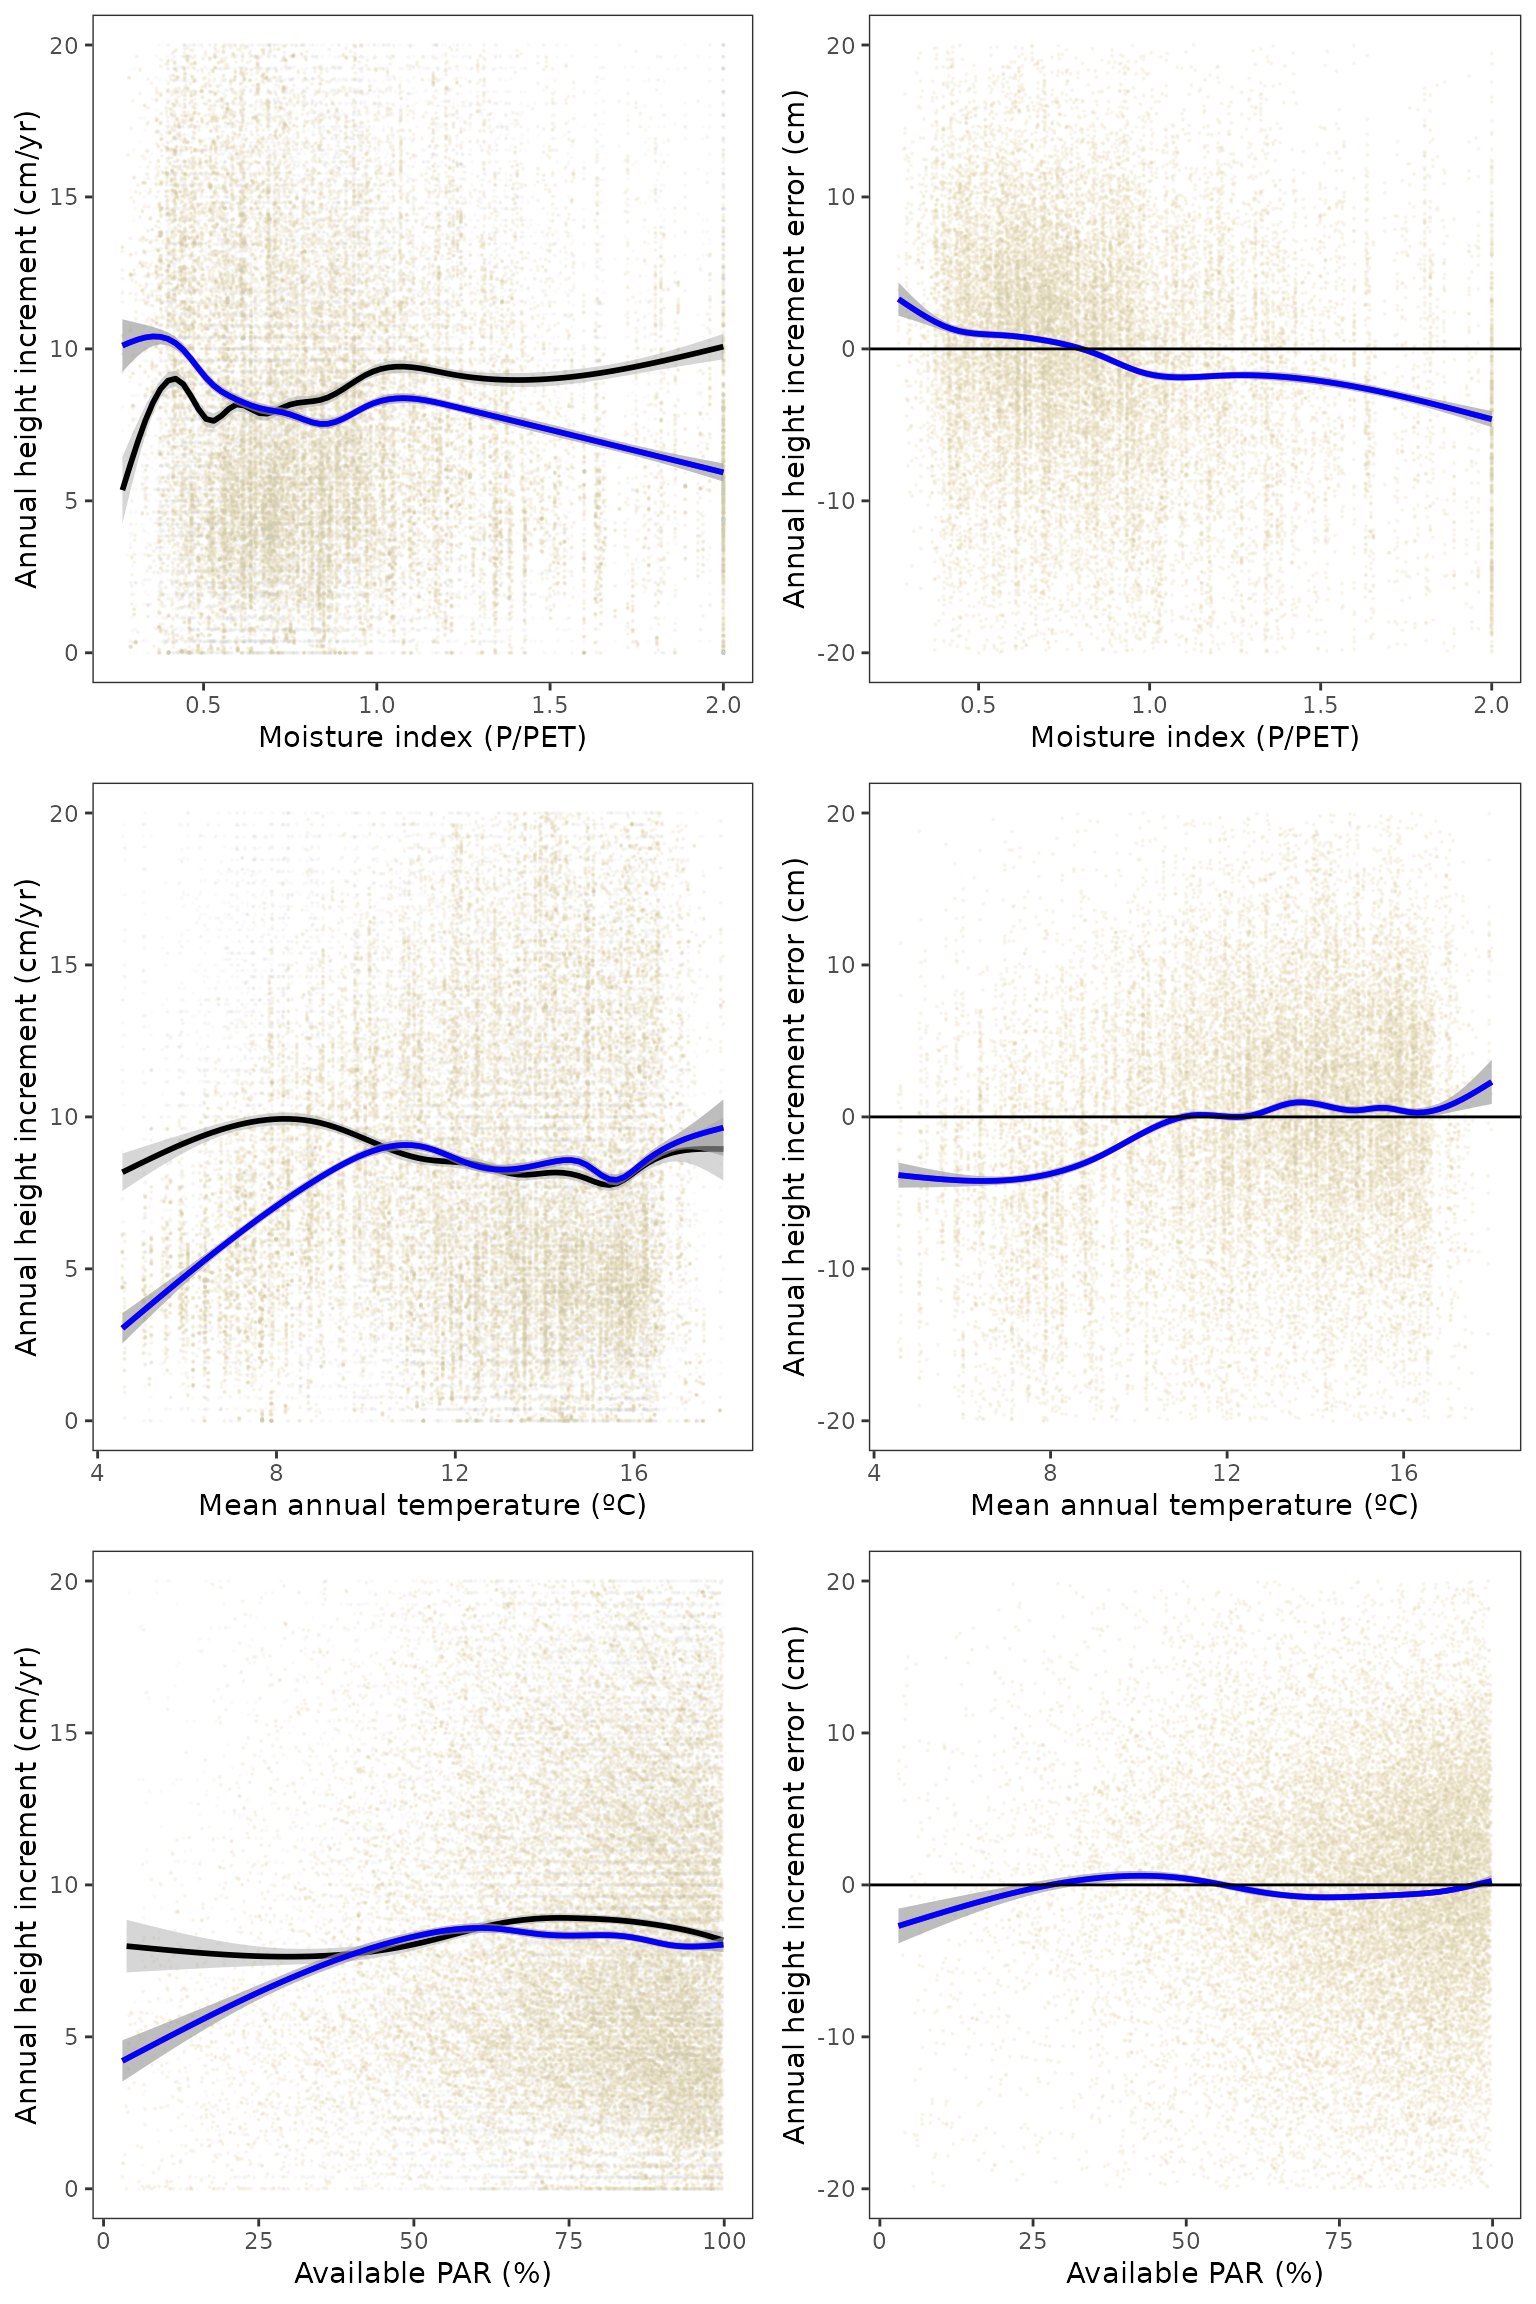 Annual height increment (cm/yr)
20
15
10
5
0
0.5 1.0 1.5 2.0
Moisture index (P/PET)
Annual height increment error (cm)
20
10
0
-10
-20
0.5 1.0 1.5 2.0
Moisture index (P/PET)
Annual height increment (cm/yr)
20
15
10
5
0
4 8 12 16
Mean annual temperature (ºC)
Annual height increment error (cm)
20
10
0
-10
-20
4 8 12 16
Mean annual temperature (ºC)
Annual height increment (cm/yr)
20
15
10
5
0
0 25 50 75 100
Available PAR (%)
Annual height increment error (cm)
20
10
0
-10
-20
0 25 50 75 100
Available PAR (%)